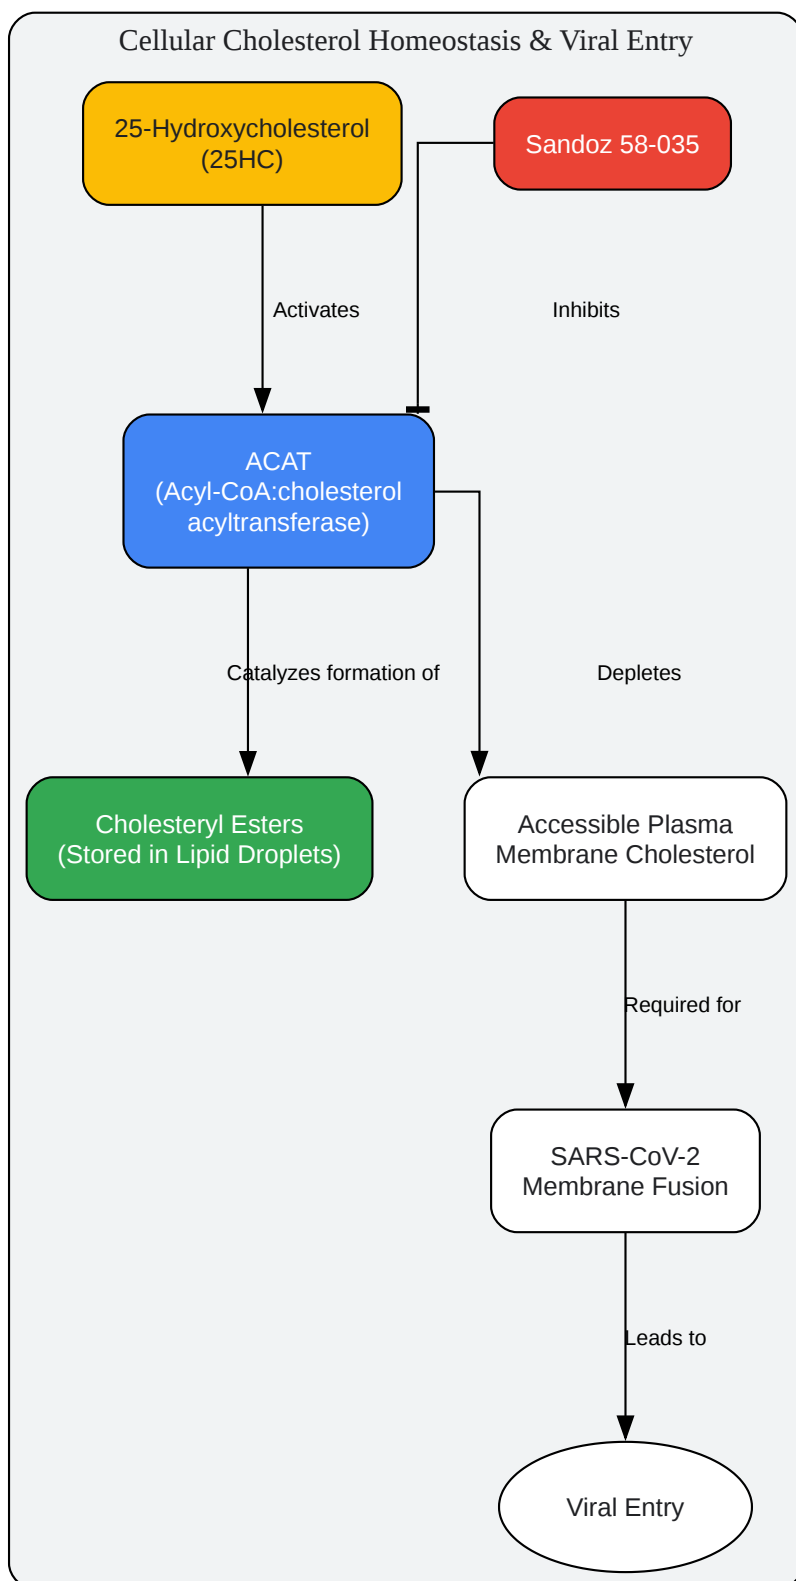 Cellular Cholesterol Homeostasis & Viral Entry
25-Hydroxycholesterol
(25HC)
Sandoz 58-035
Activates
Inhibits
ACAT
(Acyl-CoA:cholesterol
acyltransferase)
Catalyzes formation of
Depletes
Cholesteryl Esters
(Stored in Lipid Droplets)
Accessible Plasma
Membrane Cholesterol
Required for
SARS-CoV-2
Membrane Fusion
Leads to
Viral Entry